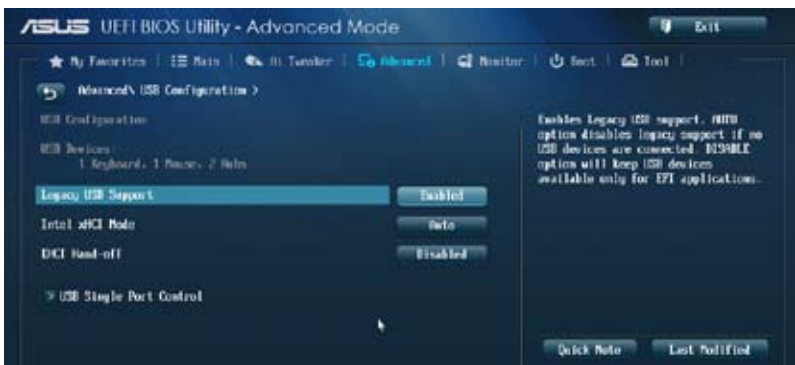 ASUS UEFI BIOS Utility - Advanced Mode
Exit
My Favorites Main Ai Tweaker Advanced Monitor Boot Tool
Advanced\ USB Configuration >
USB Configuration
USB Devices:
1 Keyboard, 1 Mouse, 2 Hubs
Legacy USB Support Enabled
Intel xHCI Mode Auto
EHCI Hand-off Disabled
> USB Single Port Control
Enables Legacy USB support. AUTO
option disables legacy support if no
USB devices are connected. DISABLE
option will keep USB devices
available only for EFI applications.
Quick Note Last Modified